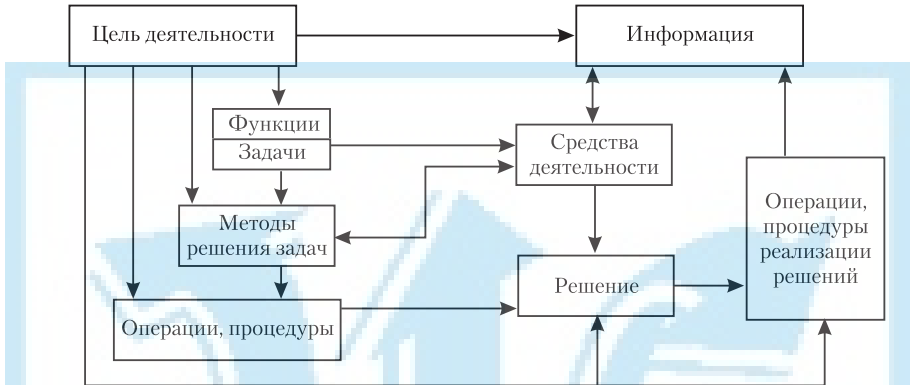 Цель деятельности
Информация
Функции
Задачи
Средства
деятельности
Методы
решения задач
Операции,
процедуры
реализации
решений
Решение
Операции, процедуры